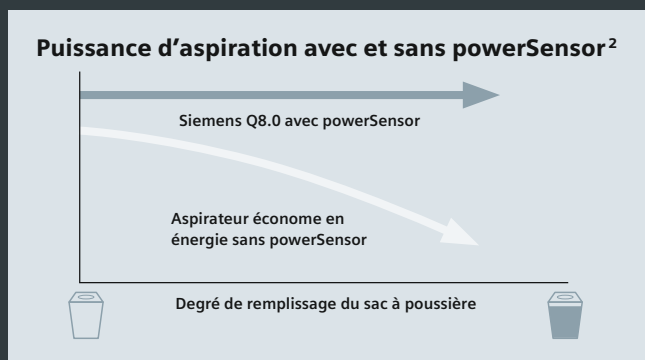 Puissance d’aspiration avec et sans powerSensor²
Siemens Q8.0 avec powerSensor
Aspirateur économe en
énergie sans powerSensor
Degré de remplissage du sac à poussière